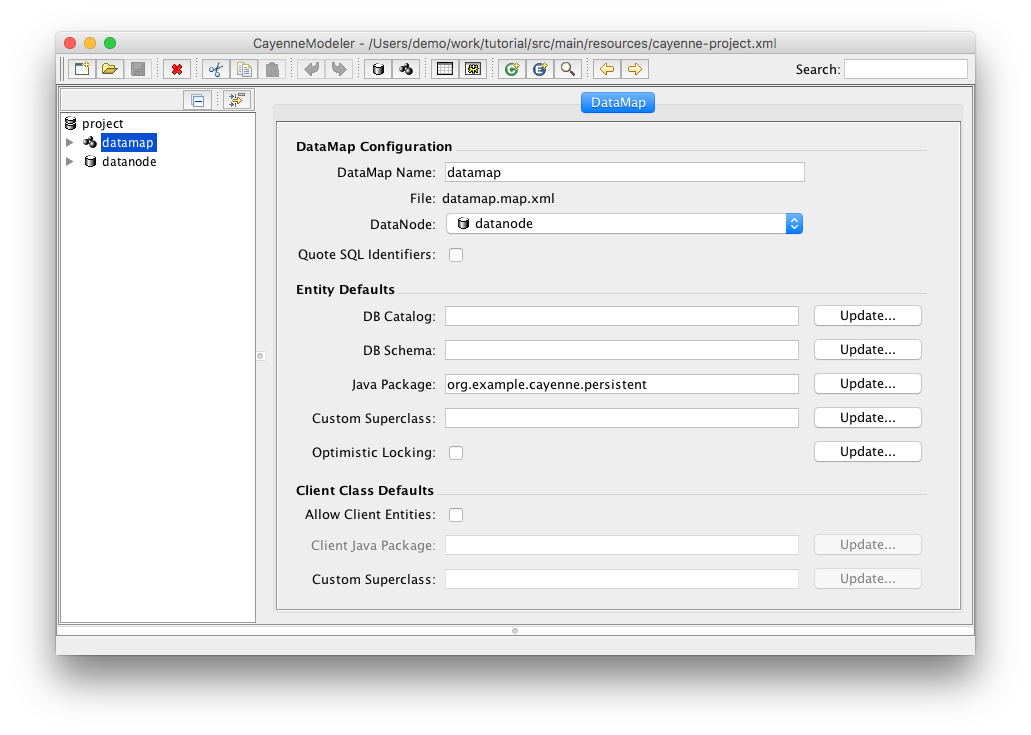 CayenneModeler - /Users/demo/work/tutorial/src/main/resources/cayenne-project.xml
Search:
project
datamap
datanode
DataMap
DataMap Configuration
DataMap Name: datamap
File: datamap.map.xml
DataNode: datanode
Quote SQL Identifiers:
Entity Defaults
DB Catalog: Update...
DB Schema: Update...
Java Package: org.example.cayenne.persistent Update...
Custom Superclass: Update...
Optimistic Locking: Update...
Client Class Defaults
Allow Client Entities:
Client Java Package: Update...
Custom Superclass: Update...